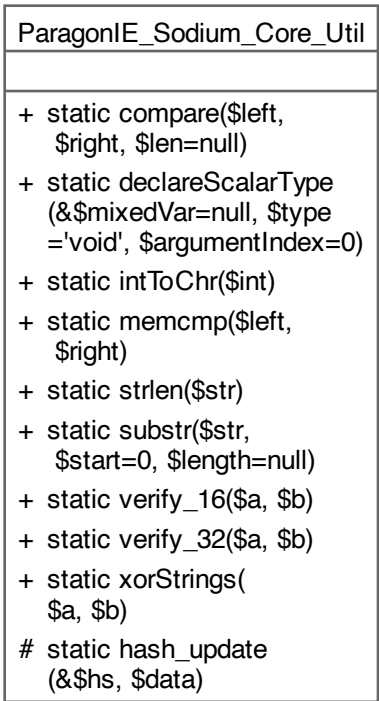 ParagonIE_Sodium_Core_Util
+ static compare($left,
$right, $len=null)
+ static declareScalarType
(&$mixedVar=null, $type
='void', $argumentIndex=0)
+ static intToChr($int)
+ static memcmp($left,
$right)
+ static strlen($str)
+ static substr($str,
$start=0, $length=null)
+ static verify_16($a, $b)
+ static verify_32($a, $b)
+ static xorStrings(
$a, $b)
# static hash_update
(&$hs, $data)